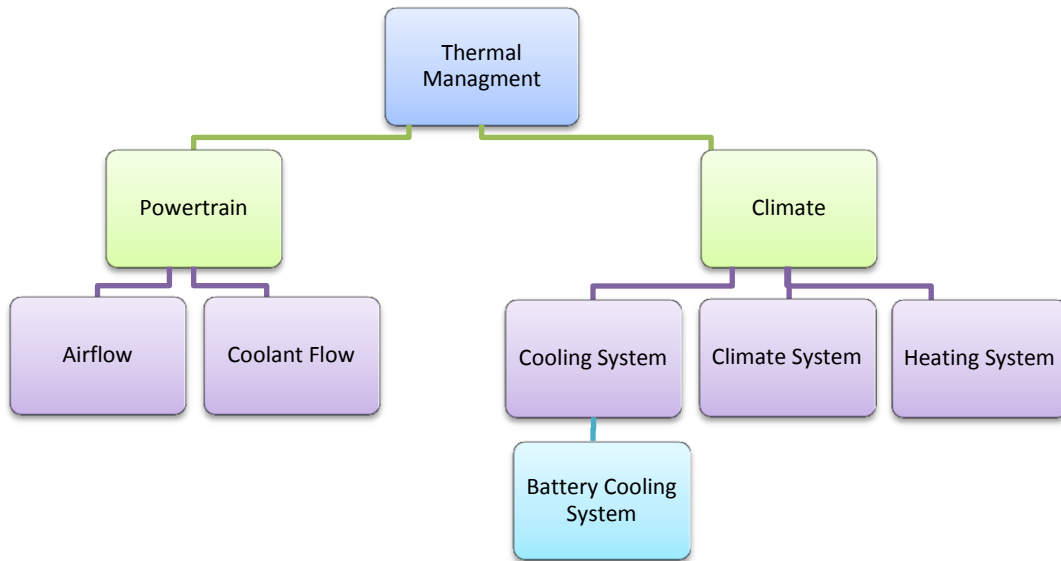 Thermal
Managment
Powertrain
Climate
Airflow
Coolant Flow
Cooling System
Climate System
Heating System
Battery Cooling
System